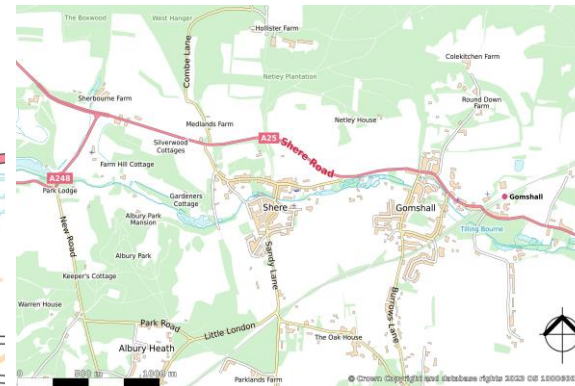 The Boxwood
West Hanger
Hollister Farm
Combe Lane
Colekitchen Farm
Netley Plantation
Sherbourne Farm
Round Down
Farm
Medlands Farm
Netley House
A25
Shere Road
Silverwood
Cottages
Farm Hill Cottage
A248
Park Lodge
Gardeners
Cottage
Gomshall
Shere
Gomshall
Albury Park
Mansion
New Road
Tilling Bourne
Albury Park
Sandy Lane
Keeper's Cottage
Warren House
Burrows Lane
Park Road
Little London
The Oak House
Albury Heath
Parklands Farm
0
500 m
1000 m
© Crown Copyright and database rights 2023 OS